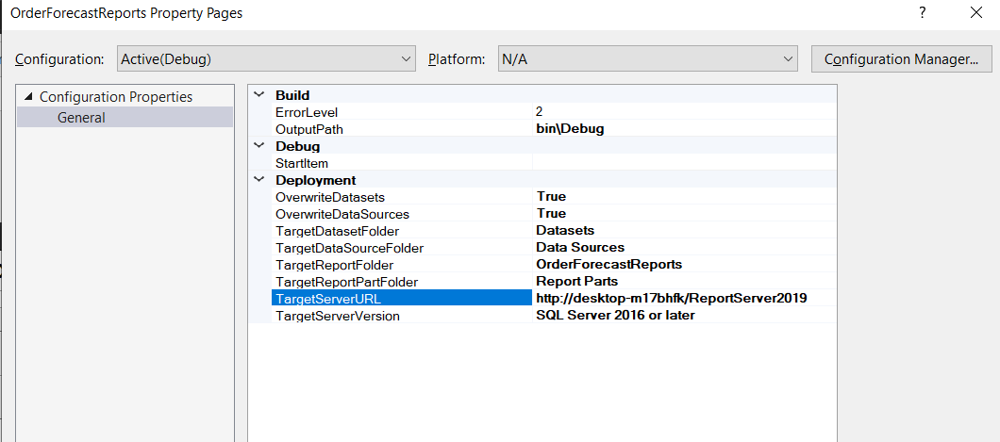 OrderForecastReports Property Pages
?
Configuration: Active(Debug) Platform: N/A Configuration Manager...
Configuration Properties
General
Build
ErrorLevel 2
OutputPath bin\Debug
Debug
StartItem
Deployment
OverwriteDatasets True
OverwriteDataSources True
TargetDatasetFolder Datasets
TargetDataSourceFolder Data Sources
TargetReportFolder OrderForecastReports
TargetReportPartFolder Report Parts
TargetServerURL http://desktop-m17bhfk/ReportServer2019
TargetServerVersion SQL Server 2016 or later